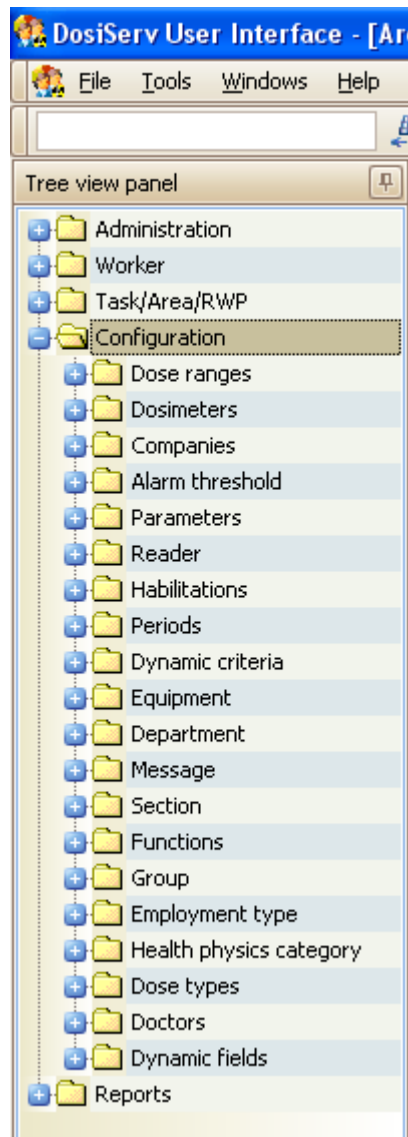 DosiServ User Interface - [Ar
File Tools Windows Help
Tree view panel
Administration
Worker
Task/Area/RWP
Configuration
Dose ranges
Dosimeters
Companies
Alarm threshold
Parameters
Reader
Habilitations
Periods
Dynamic criteria
Equipment
Department
Message
Section
Functions
Group
Employment type
Health physics category
Dose types
Doctors
Dynamic fields
Reports